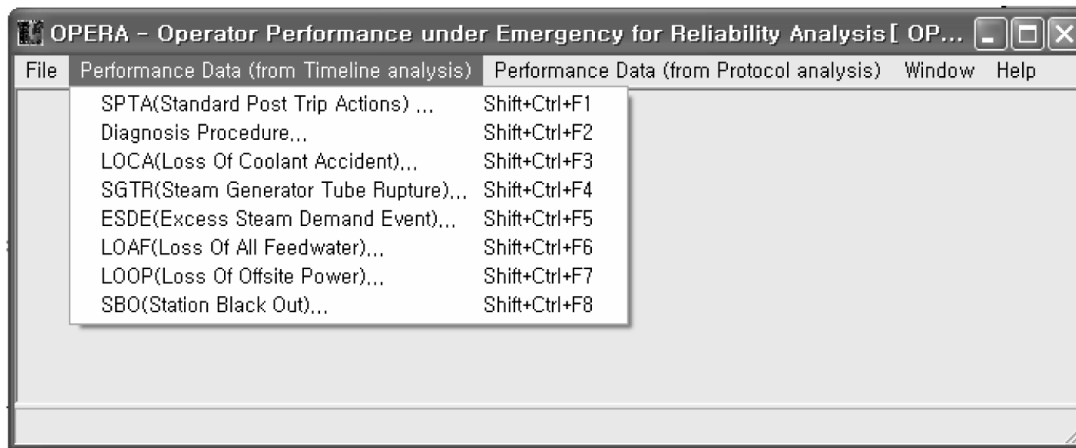 OPERA - Operator Performance under Emergency for Reliability Analysis[ OP...
File Performance Data (from Timeline analysis) Performance Data (from Protocol analysis) Window Help
SPTA(Standard Post Trip Actions) ... Shift+Ctrl+F1
Diagnosis Procedure... Shift+Ctrl+F2
LOCA(Loss Of Coolant Accident)... Shift+Ctrl+F3
SGTR(Steam Generator Tube Rupture)... Shift+Ctrl+F4
ESDE(Excess Steam Demand Event)... Shift+Ctrl+F5
LOAF(Loss Of All Feedwater)... Shift+Ctrl+F6
LOOP(Loss Of Offsite Power)... Shift+Ctrl+F7
SBO(Station Black Out)... Shift+Ctrl+F8